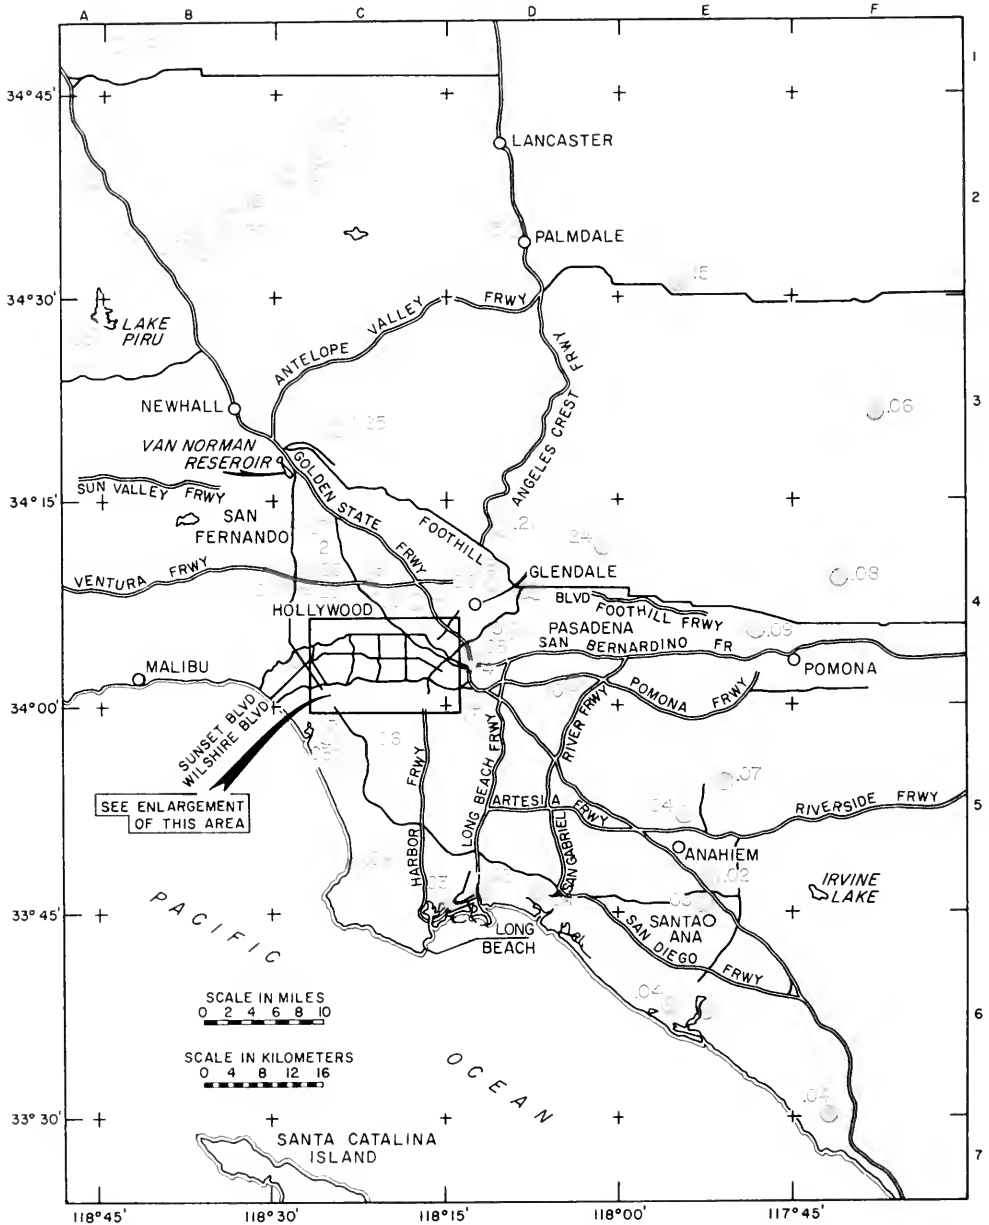 A B C D E F
1
34°45'
LANCASTER
2
PALMDALE
.15
34°30'
LAKE
PIRU
ANTELOPE VALLEY FRWY
ANGELES CREST FRWY
3
NEWHALL
.06
VAN NORMAN
RESEROIR
GOLDEN STATE FRWY
34°15'
SUN VALLEY FRWY
SAN
FERNANDO
FOOTHILL
.24
VENTURA FRWY
GLENDALE
.08
BLVD
FOOTHILL FRWY
4
HOLLYWOOD
PASADENA
.09
SAN BERNARDINO FR
MALIBU
POMONA
POMONA FRWY
34°00'
SUNSET BLVD
WILSHIRE BLVD
RIVER FRWY
.07
SEE ENLARGEMENT
OF THIS AREA
HARBOR FRWY
LONG BEACH FRWY
ARTESIA FRWY
RIVERSIDE FRWY
5
SAN GABRIEL
ANAHIEM
.02
IRVINE
LAKE
33°45'
PACIFIC
LONG
BEACH
SANTA
ANA
SAN DIEGO FRWY
SCALE IN MILES
0 2 4 6 8 10
.04
6
SCALE IN KILOMETERS
0 4 8 12 16
OCEAN
.04
33°30'
SANTA CATALINA
ISLAND
7
118°45' 118°30' 118°15' 118°00' 117°45'